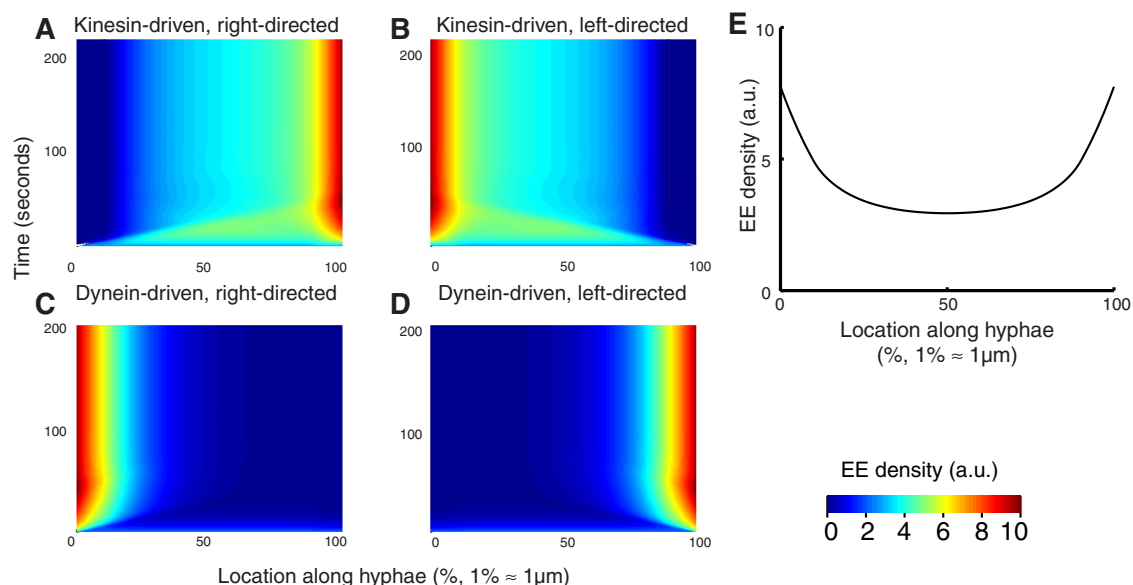 A Kinesin-driven, right-directed
B Kinesin-driven, left-directed
E
200
100
0 50 100
0 50 100
10
5
0
EE density (a.u.)
0 50 100
Location along hyphae
(%, 1% ≈ 1μm)
Time (seconds)
C Dynein-driven, right-directed
D Dynein-driven, left-directed
200
100
0 50 100
200
100
0 50 100
Location along hyphae (%, 1% ≈ 1μm)
200
100
EE density (a.u.)
0 2 4 6 8 10